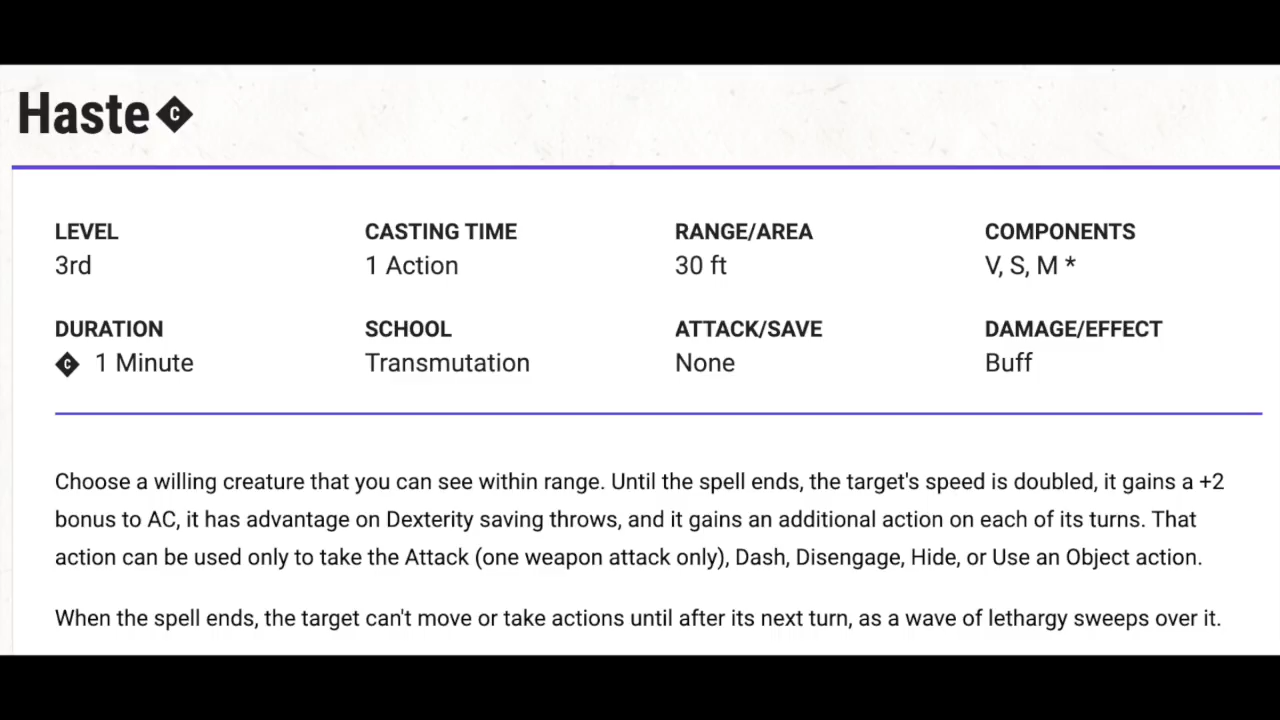 Haste C
LEVEL CASTING TIME RANGE/AREA COMPONENTS
3rd 1 Action 30 ft V, S, M *
DURATION SCHOOL ATTACK/SAVE DAMAGE/EFFECT
C 1 Minute Transmutation None Buff
Choose a willing creature that you can see within range. Until the spell ends, the target's speed is doubled, it gains a +2
bonus to AC, it has advantage on Dexterity saving throws, and it gains an additional action on each of its turns. That
action can be used only to take the Attack (one weapon attack only), Dash, Disengage, Hide, or Use an Object action.
When the spell ends, the target can't move or take actions until after its next turn, as a wave of lethargy sweeps over it.